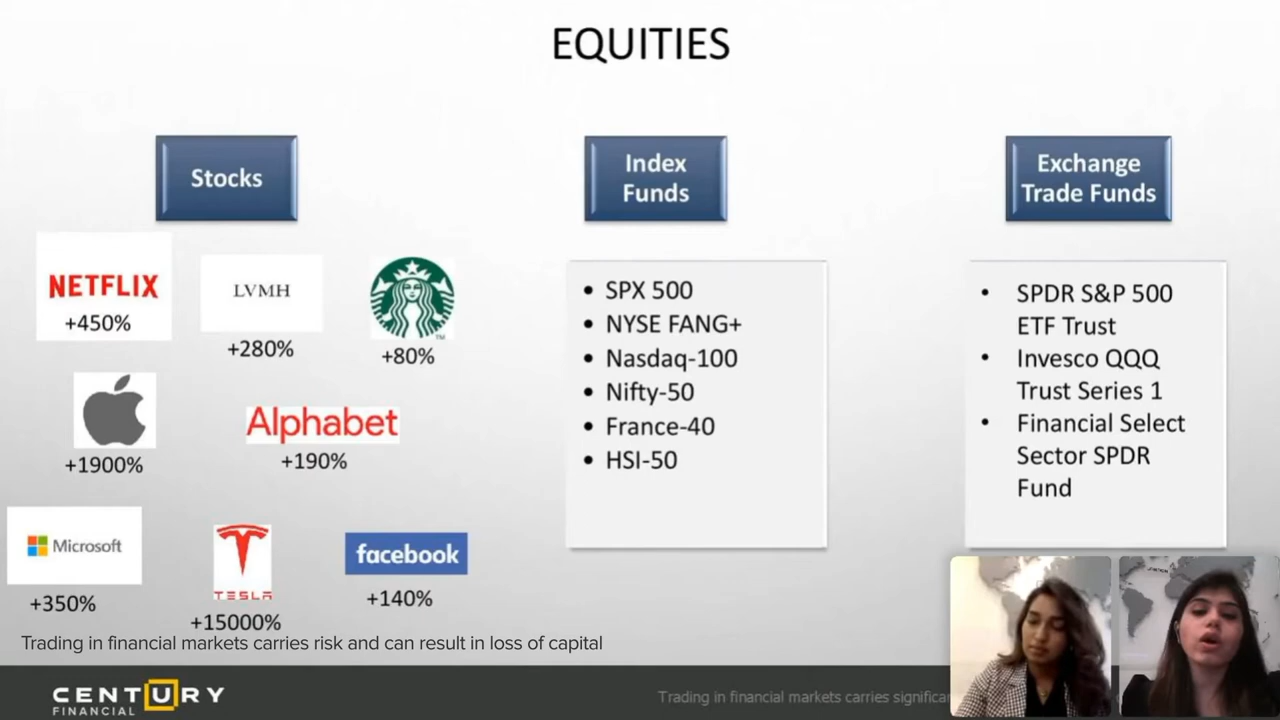 EQUITIES
Stocks
NETFLIX
+450%
LVMH
+280%
TM
+80%
+1900%
Alphabet
+190%
Microsoft
+350%
TESLA
+15000%
facebook
+140%
Index
Funds
• SPX 500
• NYSE FANG+
• Nasdaq-100
• Nifty-50
• France-40
• HSI-50
Exchange
Trade Funds
• SPDR S&P 500
ETF Trust
• Invesco QQQ
Trust Series 1
• Financial Select
Sector SPDR
Fund
Trading in financial markets carries risk and can result in loss of capital
CENTURY
FINANCIAL
Trading in financial markets carries